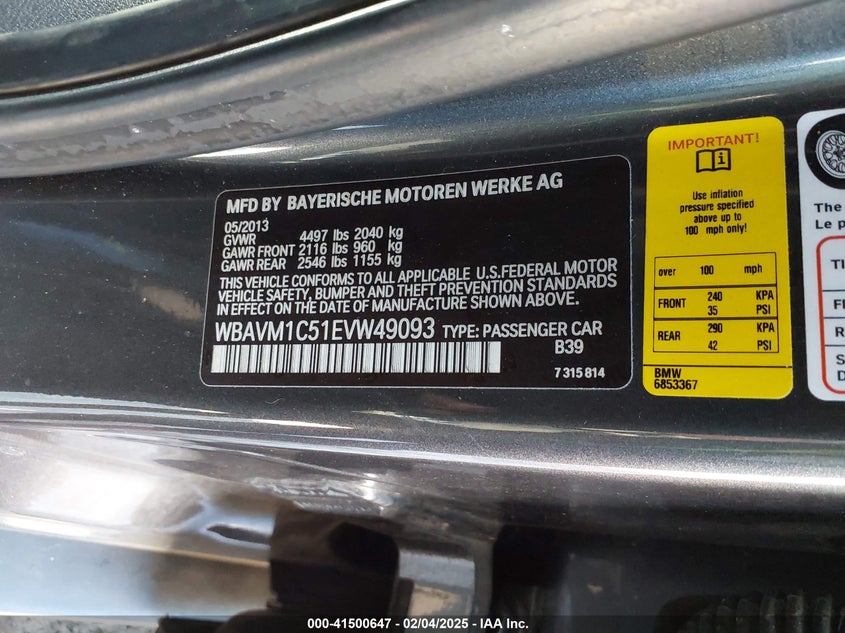 MFD BY BAYERISCHE MOTOREN WERKE AG
05/2013
GVWR 4497 lbs 2040 kg
GAWR FRONT 2116 lbs 960 kg
GAWR REAR 2546 lbs 1155 kg
THIS VEHICLE CONFORMS TO ALL APPLICABLE U.S.FEDERAL MOTOR
VEHICLE SAFETY, BUMPER AND THEFT PREVENTION STANDARDS
IN EFFECT ON THE DATE OF MANUFACTURE SHOWN ABOVE.
WBAVM1C51EVW49093 TYPE: PASSENGER CAR
B39
7 315 814
IMPORTANT!
Use inflation
pressure specified
above up to
100 mph only!
over 100 mph
FRONT 240 KPA
35 PSI
REAR 290 KPA
42 PSI
BMW
6853367
The
Le p
000-41500647 - 02/04/2025 - IAA Inc.